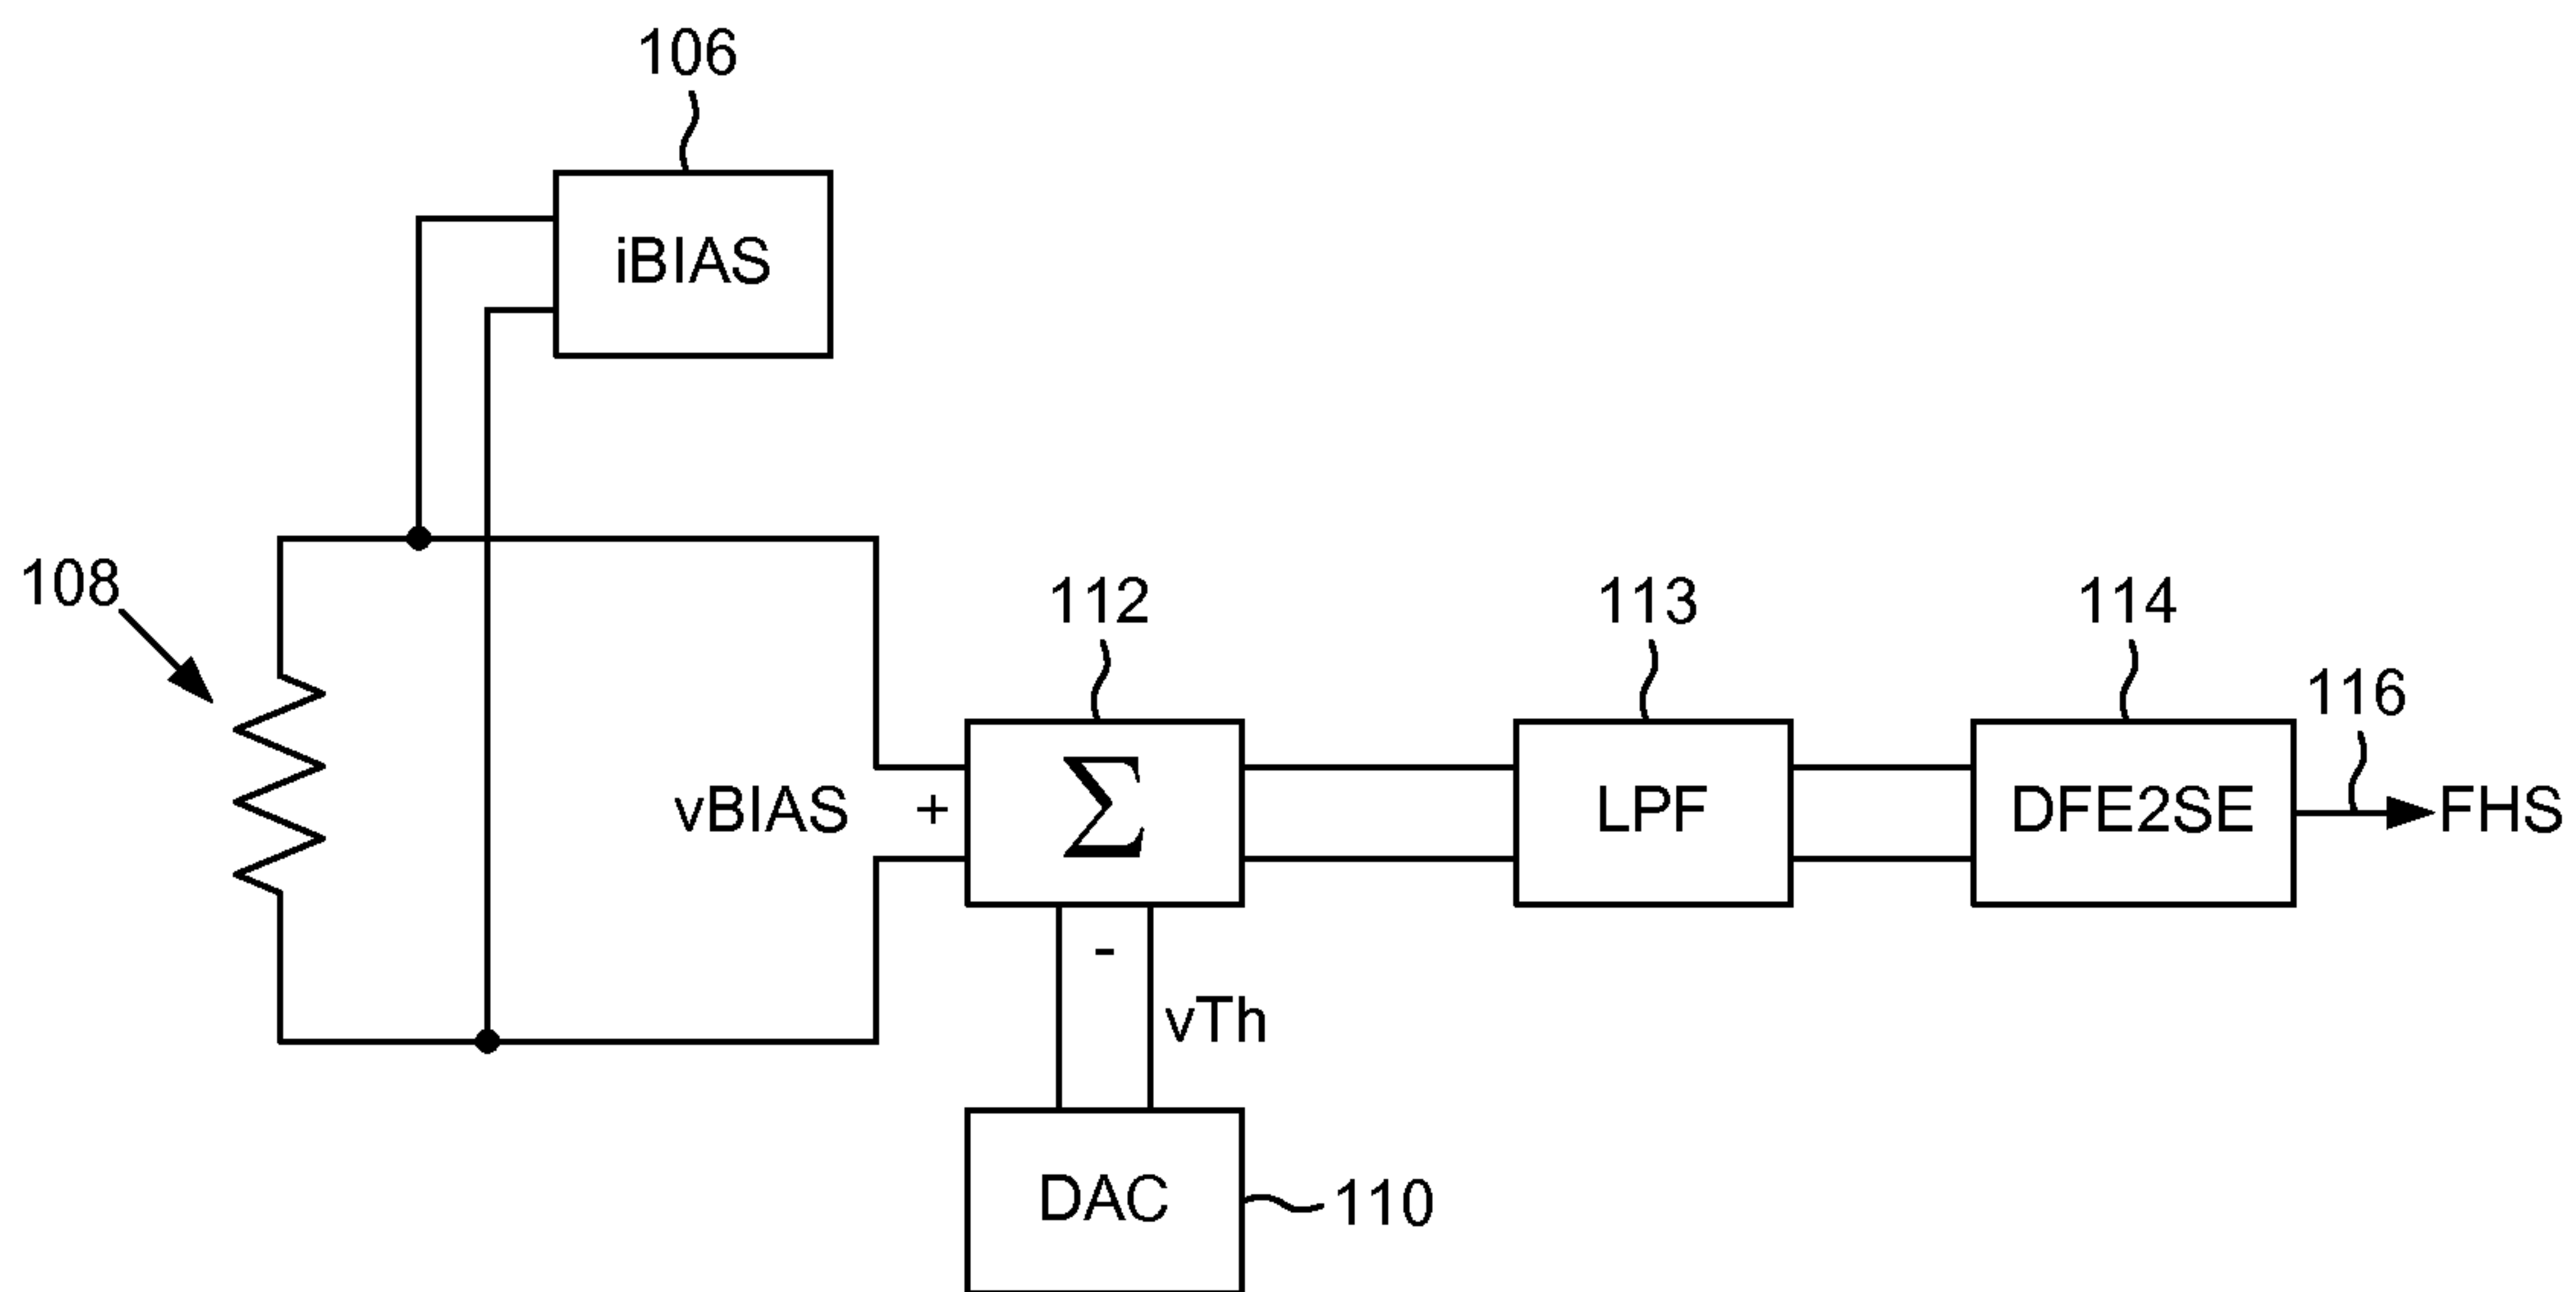 106
iBIAS
108
112
113
114
116
vBIAS
+
Σ
LPF
DFE2SE
FHS
-
vTh
DAC
110